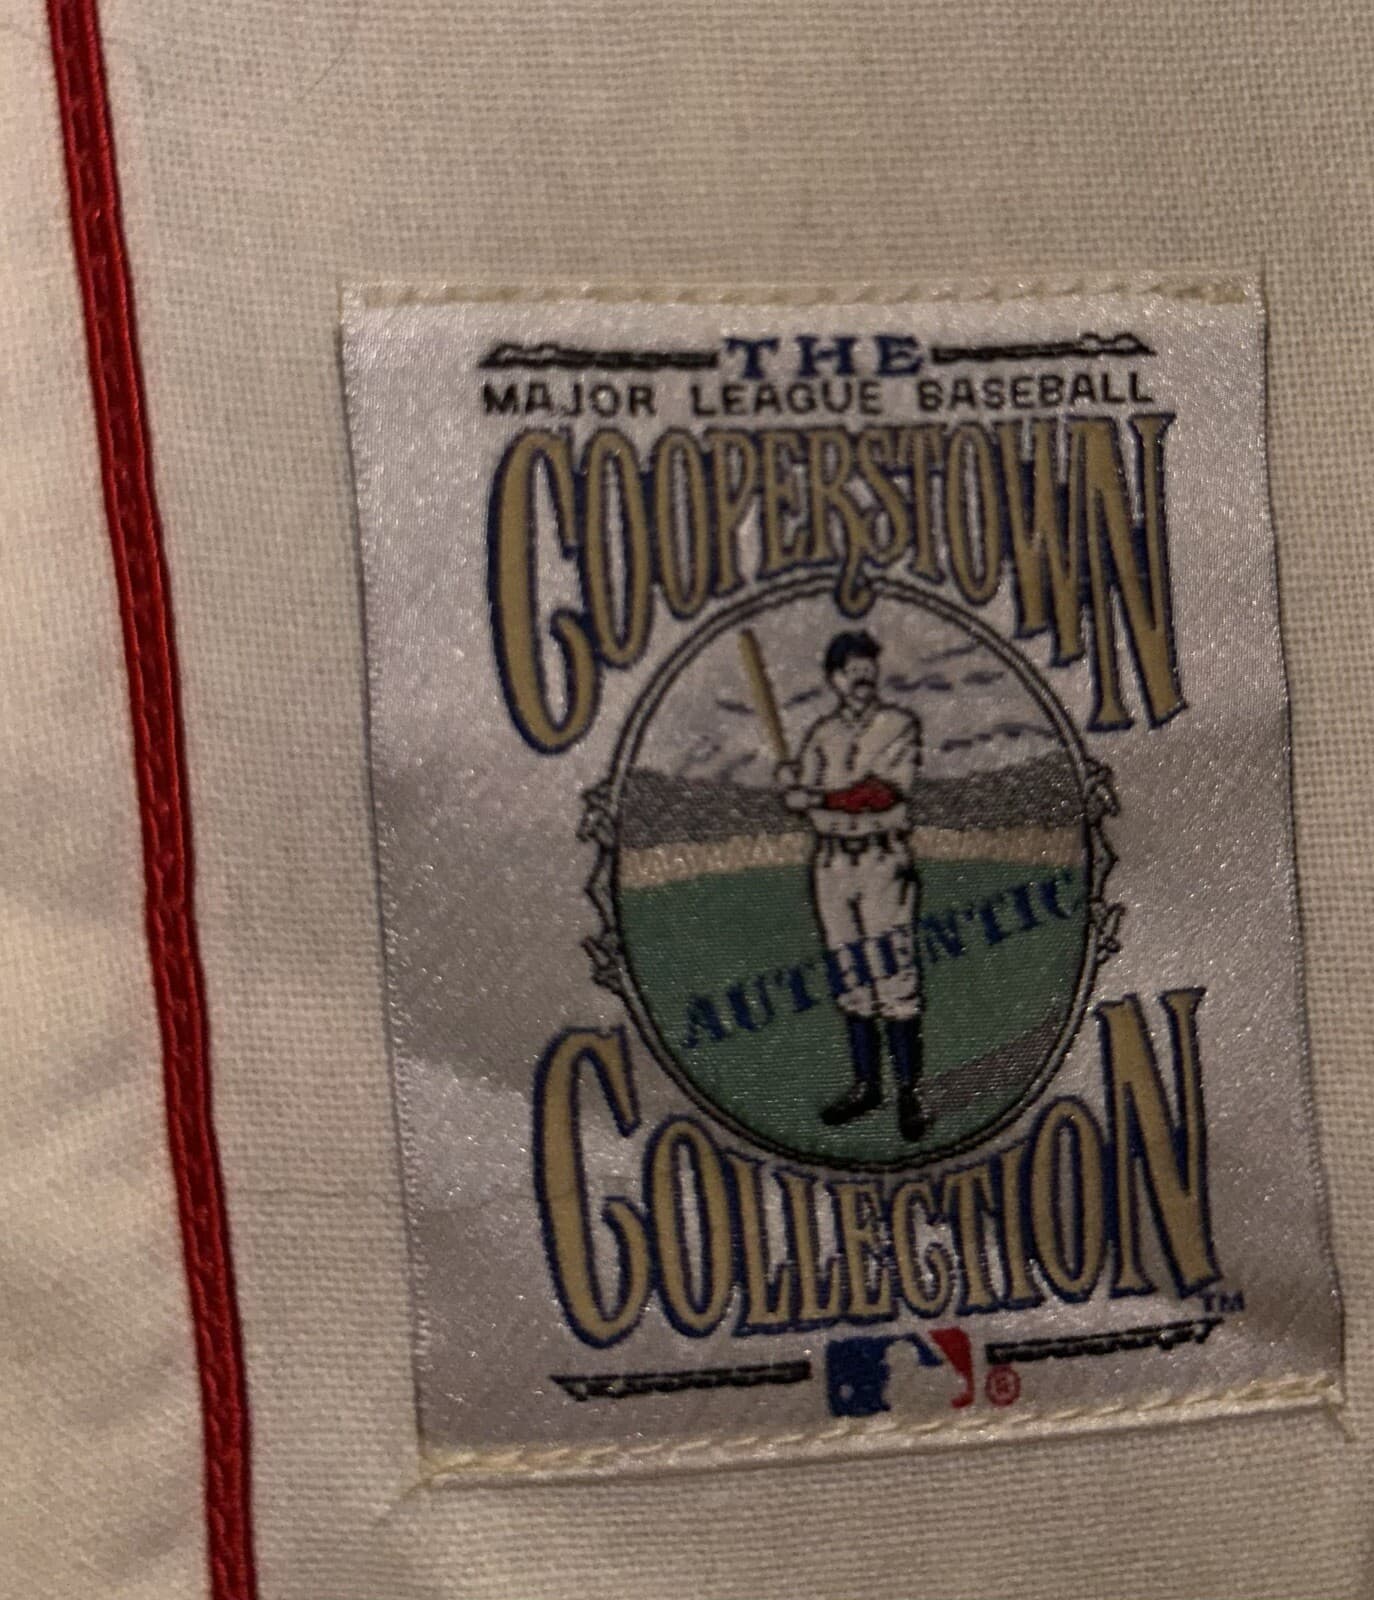 THE
MAJOR LEAGUE BASEBALL
COOPERSTOWN
AUTHENTIC
COLLECTION
TM
®